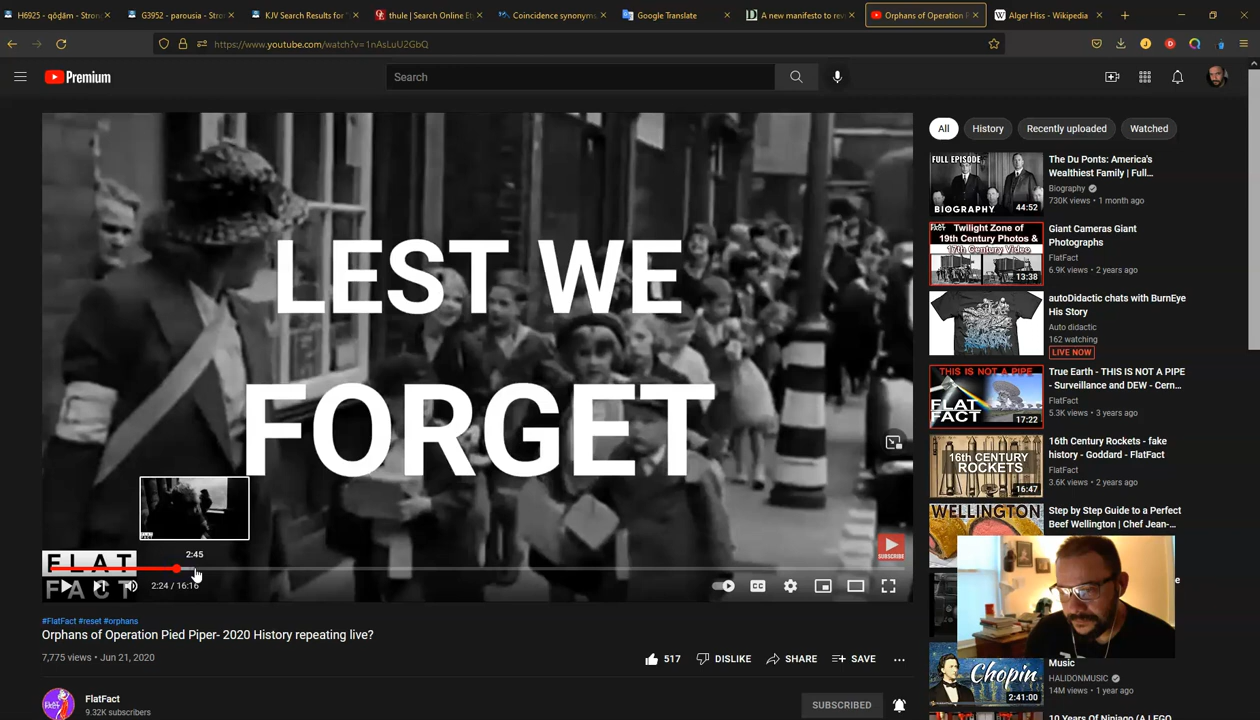 H6925 - qōḏām - Stron
G3952 - parousia - Stron
KJV Search Results for "
thule | Search Online Et
Coincidence synonyms,
Google Translate
A new manifesto to rev
Orphans of Operation P
Alger Hiss - Wikipedia
https://www.youtube.com/watch?v=1nAsLuU2GbQ
Premium
Search
LEST WE
FORGET
2:45
FLAT
FACT
2:24 / 16:16
SUBSCRIBE
#FlatFact #reset #orphans
Orphans of Operation Pied Piper- 2020 History repeating live?
7,775 views • Jun 21, 2020
517
DISLIKE
SHARE
SAVE
FlatFact
9.32K subscribers
SUBSCRIBED
All
History
Recently uploaded
Watched
FULL EPISODE
BIOGRAPHY
44:52
The Du Ponts: America's
Wealthiest Family | Full...
Biography
730K views • 1 month ago
Twilight Zone of
19th Century Photos &
17th Century Video
13:38
Giant Cameras Giant
Photographs
FlatFact
6.9K views • 2 years ago
autoDidactic chats with BurnEye
His Story
Auto didactic
162 watching
LIVE NOW
THIS IS NOT A PIPE
FLAT
FACT
17:22
True Earth - THIS IS NOT A PIPE
- Surveillance and DEW - Cern...
FlatFact
5.3K views • 3 years ago
16TH CENTURY
ROCKETS
16:47
16th Century Rockets - fake
history - Goddard - FlatFact
FlatFact
3.6K views • 2 years ago
WELLINGTON
Step by Step Guide to a Perfect
Beef Wellington | Chef Jean-...
Chopin
2:41:00
Music
HALIDONMUSIC
14M views • 1 year ago
10 Years Of Ninjago (A LEGO